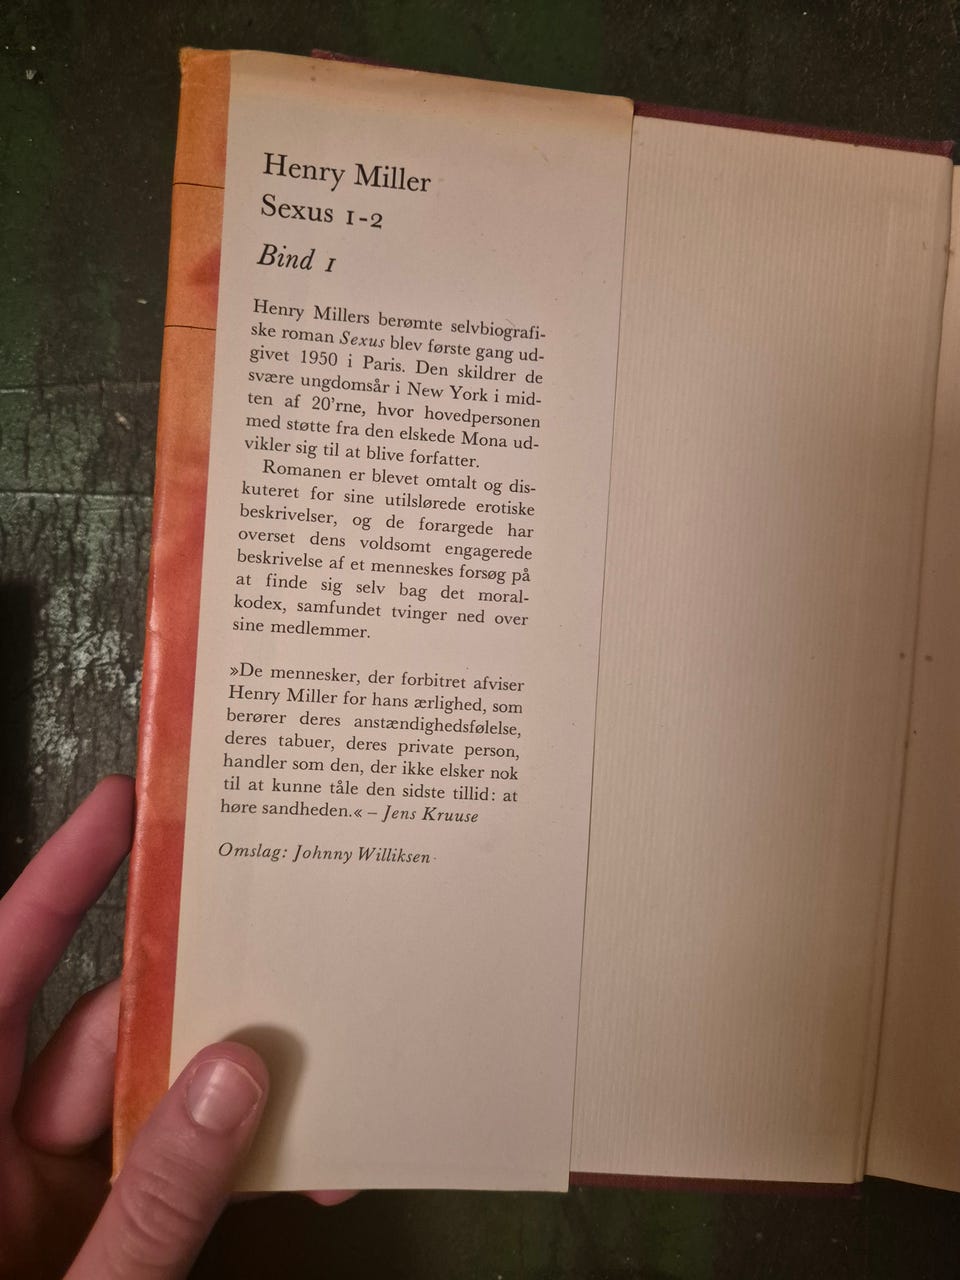 Henry Miller
Sexus 1-2
Bind 1
Henry Millers berømte selvbiografi-
ske roman Sexus blev første gang ud-
givet 1950 i Paris. Den skildrer de
svære ungdomsår i New York i mid-
ten af 20'rne, hvor hovedpersonen
med støtte fra den elskede Mona ud-
vikler sig til at blive forfatter.
Romanen er blevet omtalt og dis-
kuteret for sine utilslørede erotiske
beskrivelser, og de forargede har
overset dens voldsomt engagerede
beskrivelse af et menneskes forsøg på
at finde sig selv bag det moral-
kodex, samfundet tvinger ned over
sine medlemmer.
»De mennesker, der forbitret afviser
Henry Miller for hans ærlighed, som
berører deres anstændighedsfølelse,
deres tabuer, deres private person,
handler som den, der ikke elsker nok
til at kunne tåle den sidste tillid: at
høre sandheden.« – Jens Kruuse
Omslag: Johnny Williksen